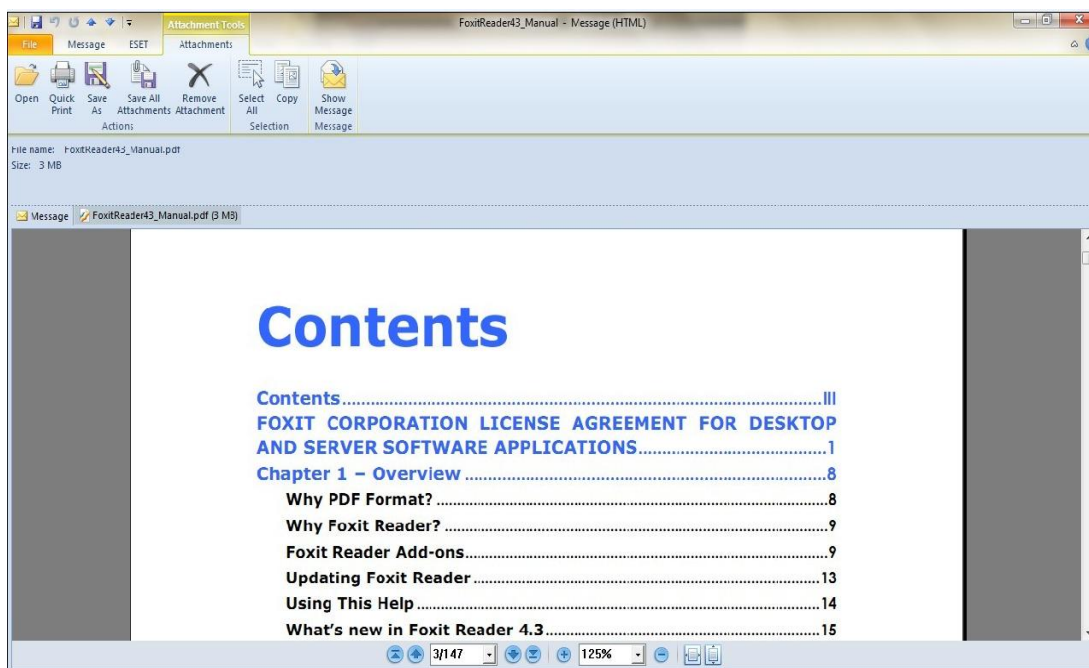 Attachment Tools
FoxitReader43_Manual - Message (HTML)
File Message ESET Attachments
Open Quick Print Save As Save All Attachments Remove Attachment Select All Copy Show Message
Actions Selection Message
File name: FoxitReader43_Manual.pdf
Size: 3 MB
Message FoxitReader43_Manual.pdf (3 MB)
Contents
Contents....................III
FOXIT CORPORATION LICENSE AGREEMENT FOR DESKTOP
AND SERVER SOFTWARE APPLICATIONS....................1
Chapter 1 – Overview ....................8
Why PDF Format? ....................8
Why Foxit Reader? ....................9
Foxit Reader Add-ons....................9
Updating Foxit Reader ....................13
Using This Help ....................14
What's new in Foxit Reader 4.3....................15
3/147 125%